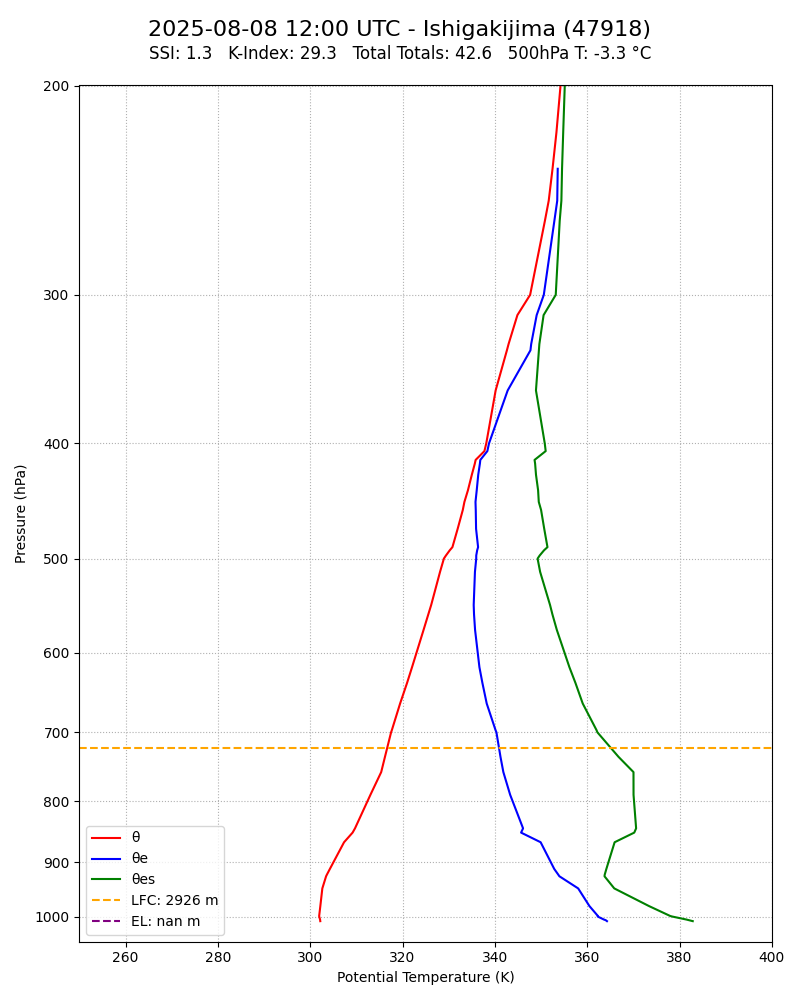 2025-08-08 12:00 UTC - Ishigakijima (47918)
SSI: 1.3   K-Index: 29.3   Total Totals: 42.6   500hPa T: -3.3 °C
200
300
400
500
600
700
800
900
1000
Pressure (hPa)
θ
θe
θes
LFC: 2926 m
EL: nan m
260 280 300 320 340 360 380 400
Potential Temperature (K)